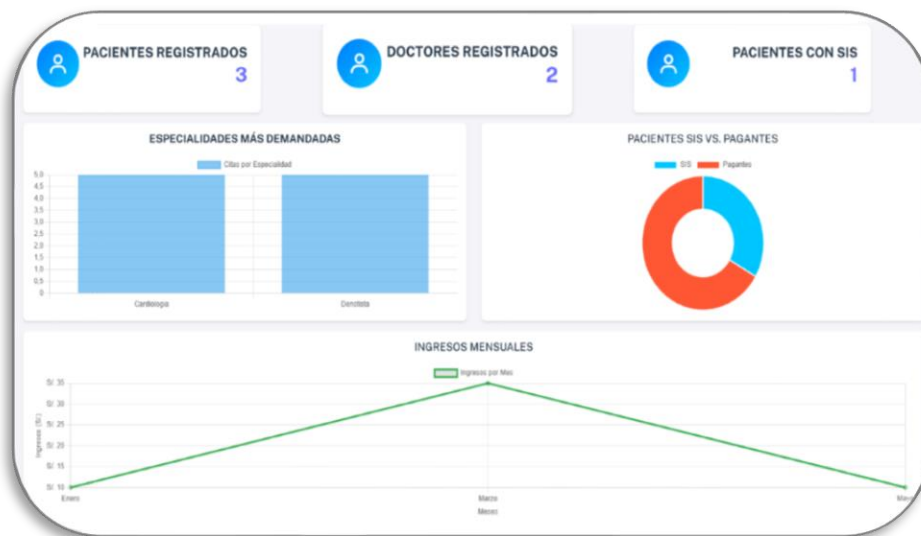 PACIENTES REGISTRADOS
3
DOCTORES REGISTRADOS
2
PACIENTES CON SIS
1
ESPECIALIDADES MÁS DEMANDADAS
Citas por Especialidad
5,0
4,5
4,0
3,5
3,0
2,5
2,0
1,5
1,0
0,5
0
Cardiologia
Dentista
PACIENTES SIS VS. PAGANTES
SIS
Pagantes
INGRESOS MENSUALES
Ingresos por Mes
Ingresos (S/.)
S/. 35
S/. 30
S/. 25
S/. 20
S/. 15
S/. 10
Enero
Marzo
Meses